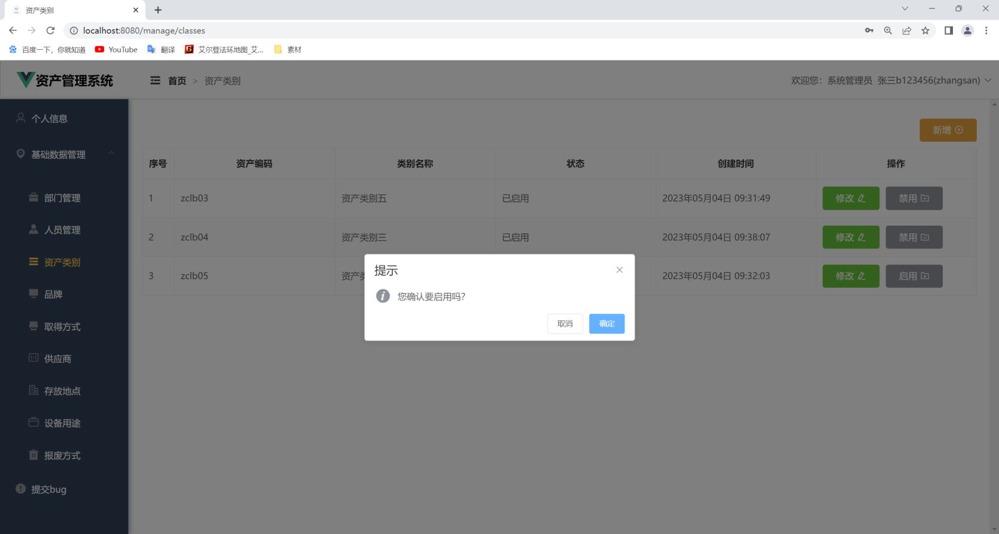 资产类别
localhost:8080/manage/classes
百度一下，你就知道 YouTube 翻译 艾尔登法环地图_艾... 素材
资产管理系统 首页 > 资产类别 欢迎您：系统管理员 张三b123456(zhangsan)
个人信息
基础数据管理
部门管理
人员管理
资产类别
品牌
取得方式
供应商
存放地点
设备用途
报废方式
提交bug
新增
序号 资产编码 类别名称 状态 创建时间 操作
1 zclb03 资产类别五 已启用 2023年05月04日 09:31:49 修改 禁用
2 zclb04 资产类别三 已启用 2023年05月04日 09:38:07 修改 禁用
3 zclb05 资产 2023年05月04日 09:32:03 修改 启用
提示
您确认要启用吗?
取消 确定